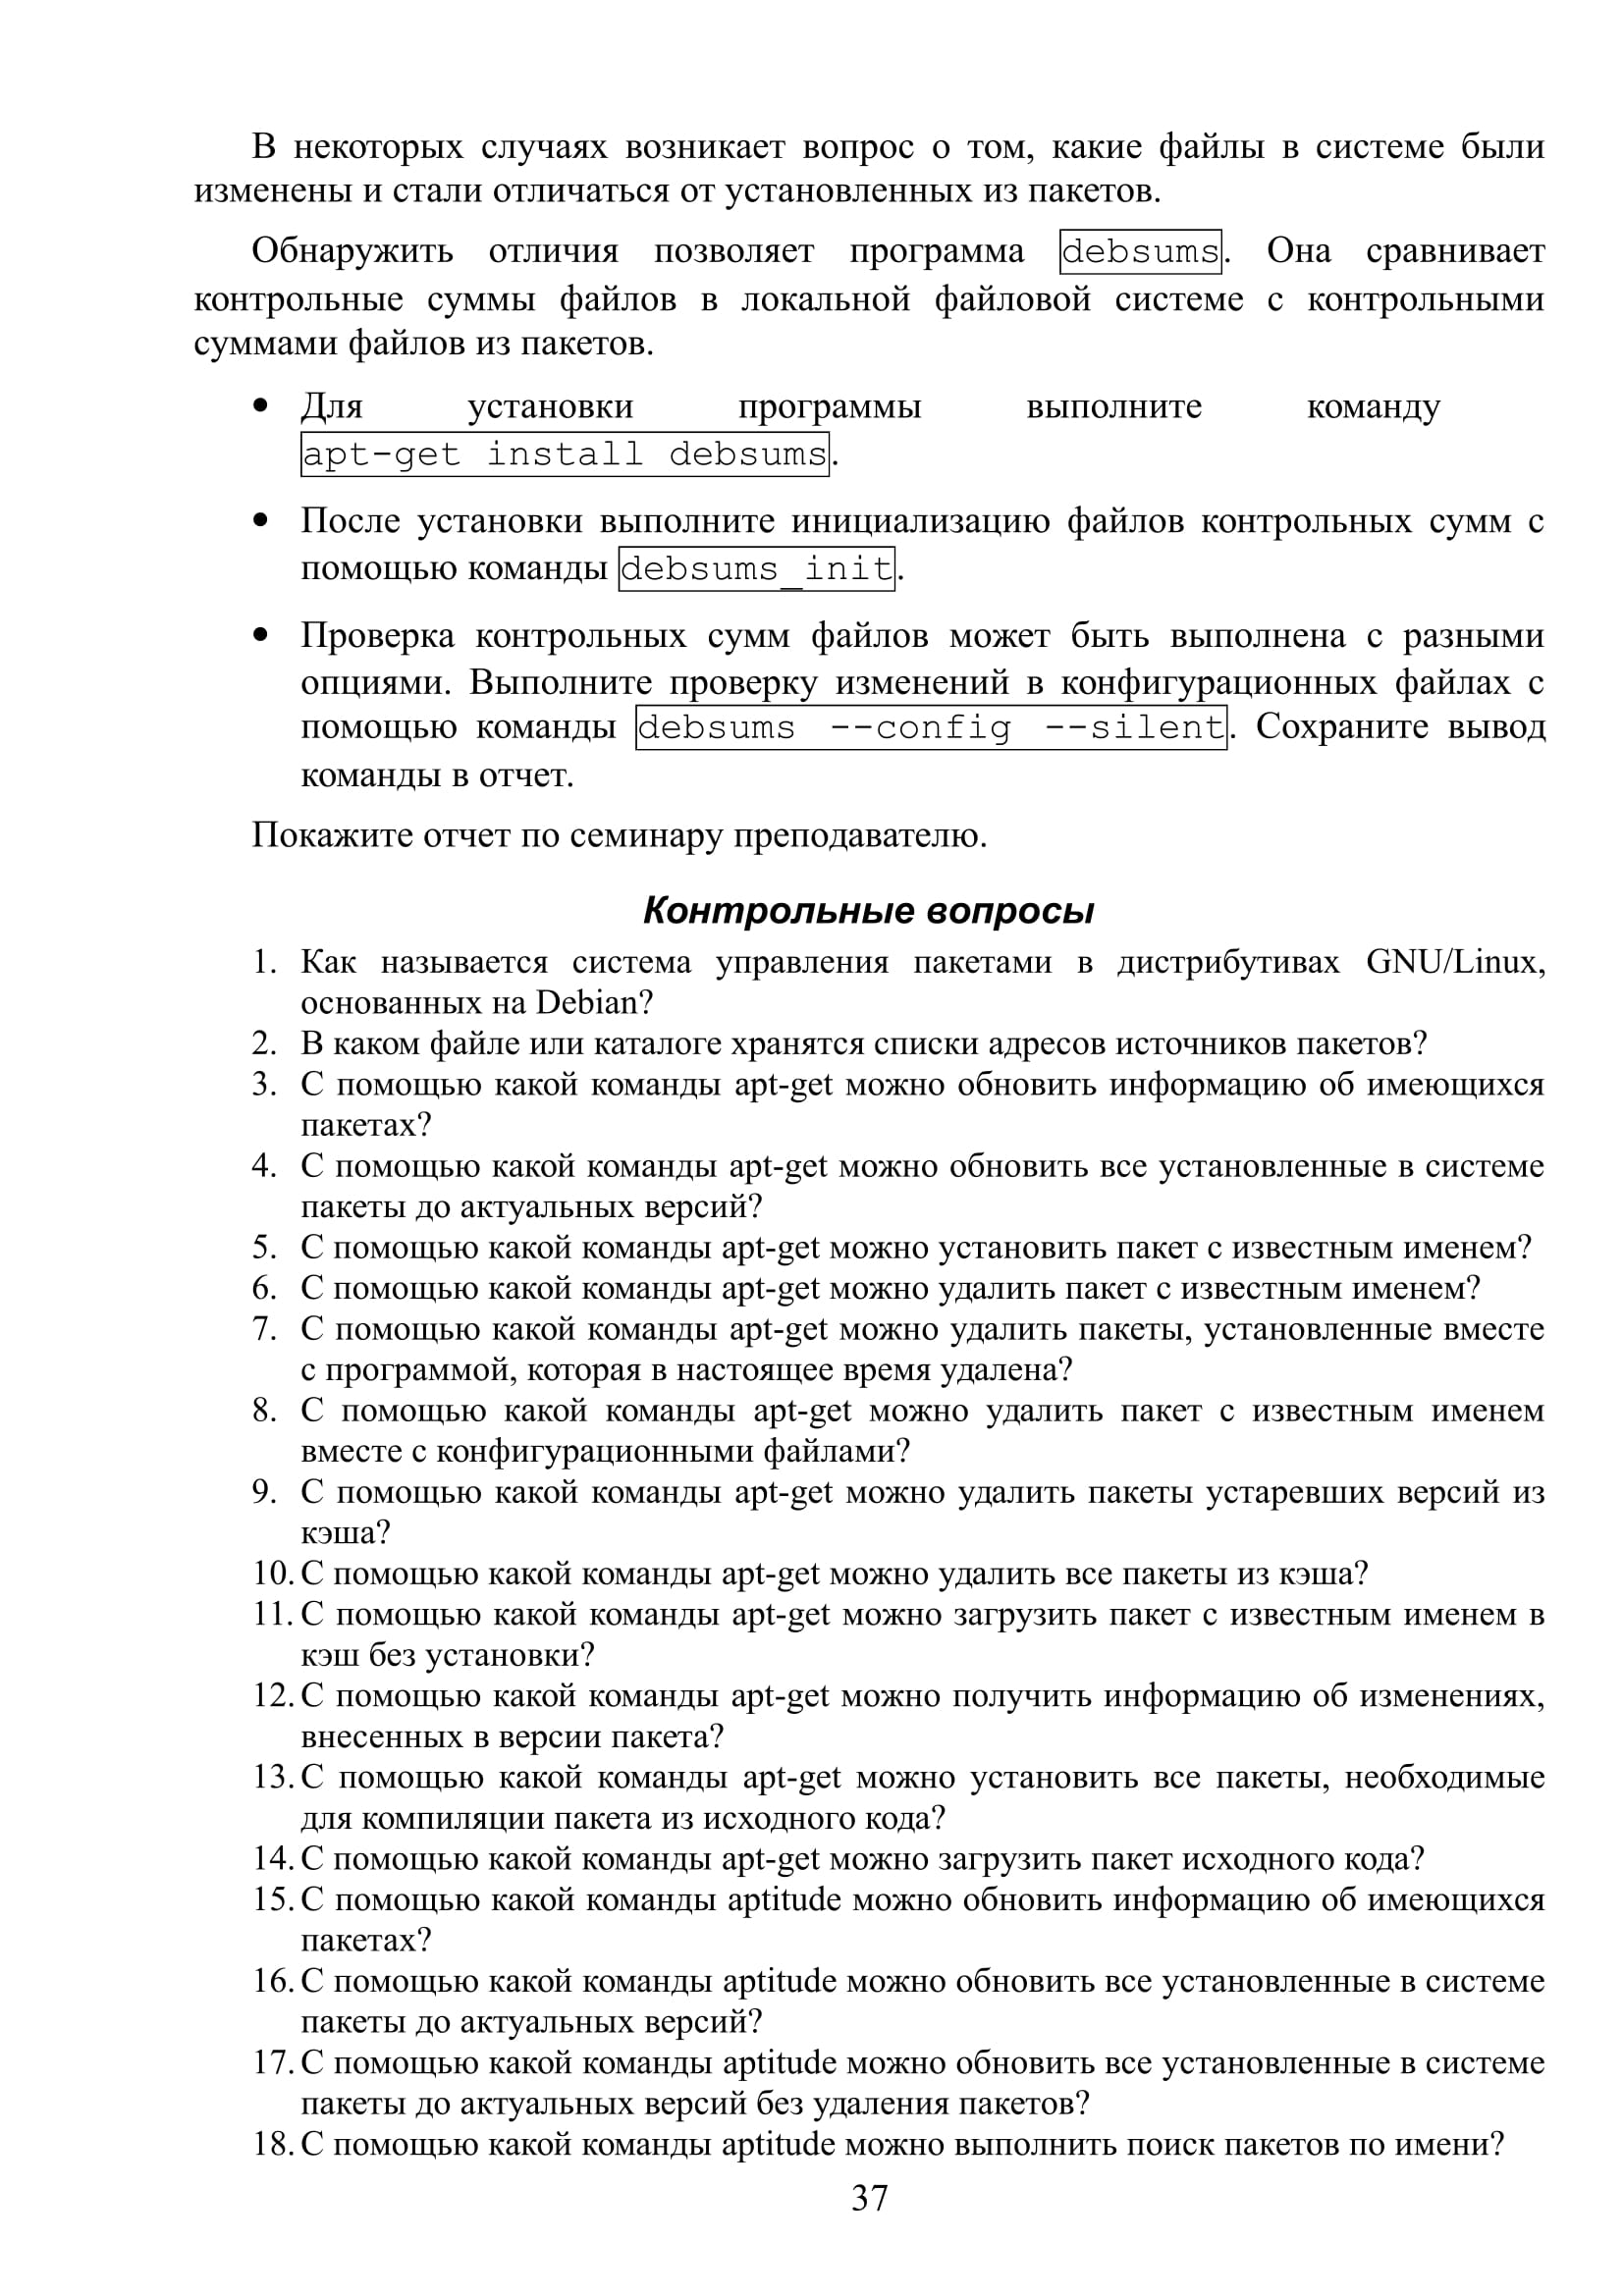 В некоторых случаях возникает вопрос о том, какие файлы в системе были
изменены и стали отличаться от установленных из пакетов.
Обнаружить отличия позволяет программа debsums. Она сравнивает
контрольные суммы файлов в локальной файловой системе с контрольными
суммами файлов из пакетов.
• Для установки программы выполните команду
apt-get install debsums.
• После установки выполните инициализацию файлов контрольных сумм с
помощью команды debsums_init.
• Проверка контрольных сумм файлов может быть выполнена с разными
опциями. Выполните проверку изменений в конфигурационных файлах с
помощью команды debsums --config --silent. Сохраните вывод
команды в отчет.
Покажите отчет по семинару преподавателю.
Контрольные вопросы
1. Как называется система управления пакетами в дистрибутивах GNU/Linux,
основанных на Debian?
2. В каком файле или каталоге хранятся списки адресов источников пакетов?
3. С помощью какой команды apt-get можно обновить информацию об имеющихся
пакетах?
4. С помощью какой команды apt-get можно обновить все установленные в системе
пакеты до актуальных версий?
5. С помощью какой команды apt-get можно установить пакет с известным именем?
6. С помощью какой команды apt-get можно удалить пакет с известным именем?
7. С помощью какой команды apt-get можно удалить пакеты, установленные вместе
с программой, которая в настоящее время удалена?
8. С помощью какой команды apt-get можно удалить пакет с известным именем
вместе с конфигурационными файлами?
9. С помощью какой команды apt-get можно удалить пакеты устаревших версий из
кэша?
10. С помощью какой команды apt-get можно удалить все пакеты из кэша?
11. С помощью какой команды apt-get можно загрузить пакет с известным именем в
кэш без установки?
12. С помощью какой команды apt-get можно получить информацию об изменениях,
внесенных в версии пакета?
13. С помощью какой команды apt-get можно установить все пакеты, необходимые
для компиляции пакета из исходного кода?
14. С помощью какой команды apt-get можно загрузить пакет исходного кода?
15. С помощью какой команды aptitude можно обновить информацию об имеющихся
пакетах?
16. С помощью какой команды aptitude можно обновить все установленные в системе
пакеты до актуальных версий?
17. С помощью какой команды aptitude можно обновить все установленные в системе
пакеты до актуальных версий без удаления пакетов?
18. С помощью какой команды aptitude можно выполнить поиск пакетов по имени?
37